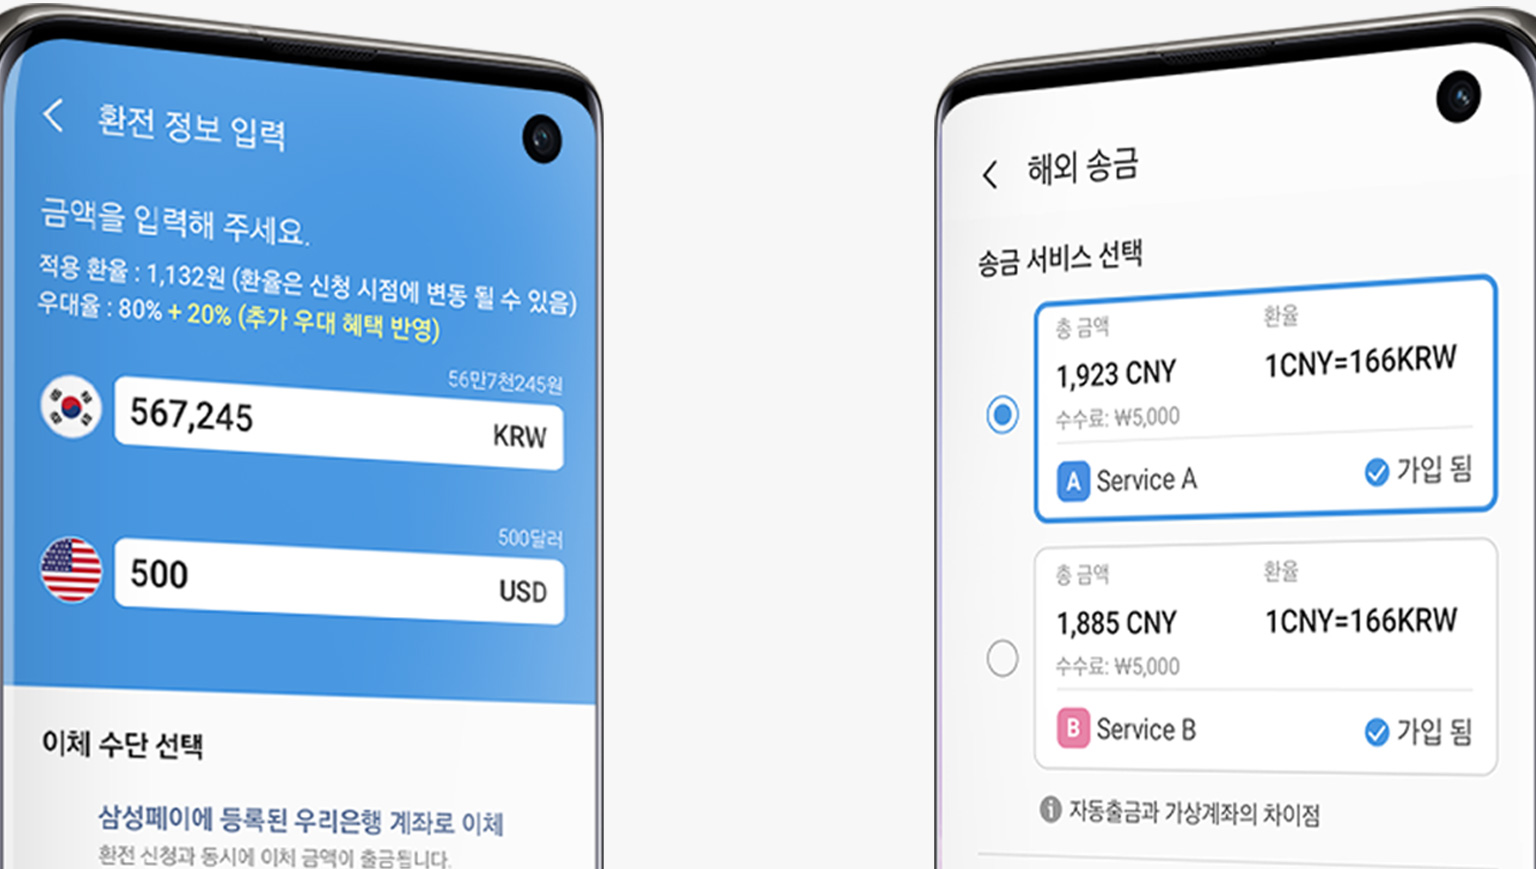 환전 정보 입력
금액을 입력해 주세요.
적용 환율 : 1,132원 (환율은 신청 시점에 변동 될 수 있음)
우대율 : 80% + 20% (추가 우대 혜택 반영)
56만7천245원
567,245 KRW
500달러
500 USD
이체 수단 선택
삼성페이에 등록된 우리은행 계좌로 이체
환전 신청과 동시에 이체 금액이 출금됩니다.
해외 송금
송금 서비스 선택
총 금액 환율
1,923 CNY 1CNY=166KRW
수수료: ₩5,000
A Service A 가입 됨
총 금액 환율
1,885 CNY 1CNY=166KRW
수수료: ₩5,000
B Service B 가입 됨
자동출금과 가상계좌의 차이점